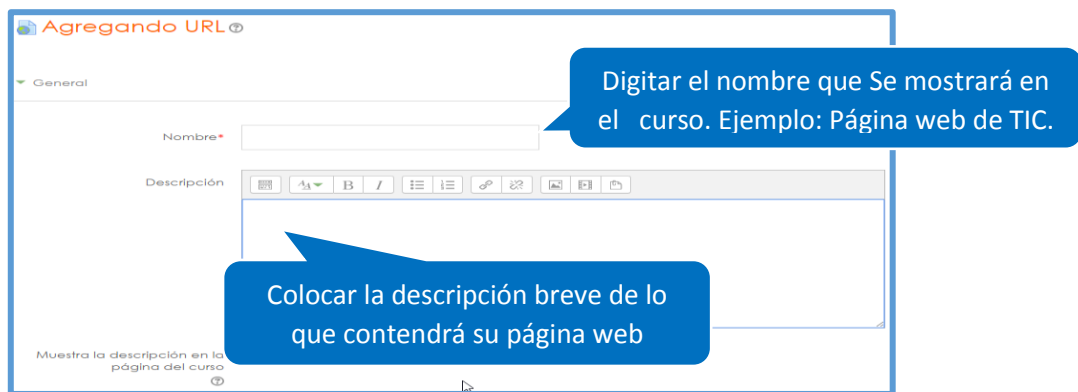 Agregando URL
General
Digitar el nombre que Se mostrará en
el curso. Ejemplo: Página web de TIC.
Nombre*
Descripción
B I
Colocar la descripción breve de lo
que contendrá su página web
Muestra la descripción en la
página del curso